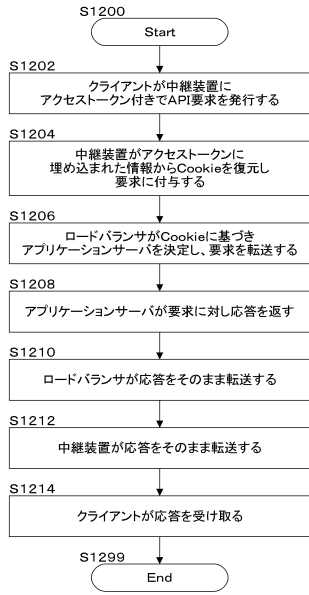 S1200
Start
S1202
クライアントが中継装置に
アクセストークン付きでAPI要求を発行する
S1204
中継装置がアクセストークンに
埋め込まれた情報からCookieを復元し
要求に付与する
S1206
ロードバランサがCookieに基づき
アプリケーションサーバを決定し、要求を転送する
S1208
アプリケーションサーバが要求に対し応答を返す
S1210
ロードバランサが応答をそのまま転送する
S1212
中継装置が応答をそのまま転送する
S1214
クライアントが応答を受け取る
S1299
End